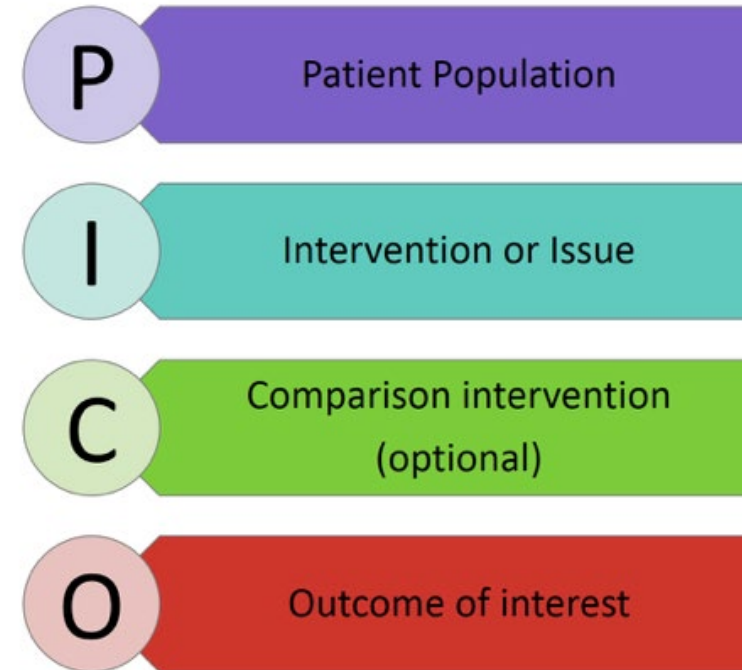 P
Patient Population
I
Intervention or Issue
C
Comparison intervention
(optional)
O
Outcome of interest